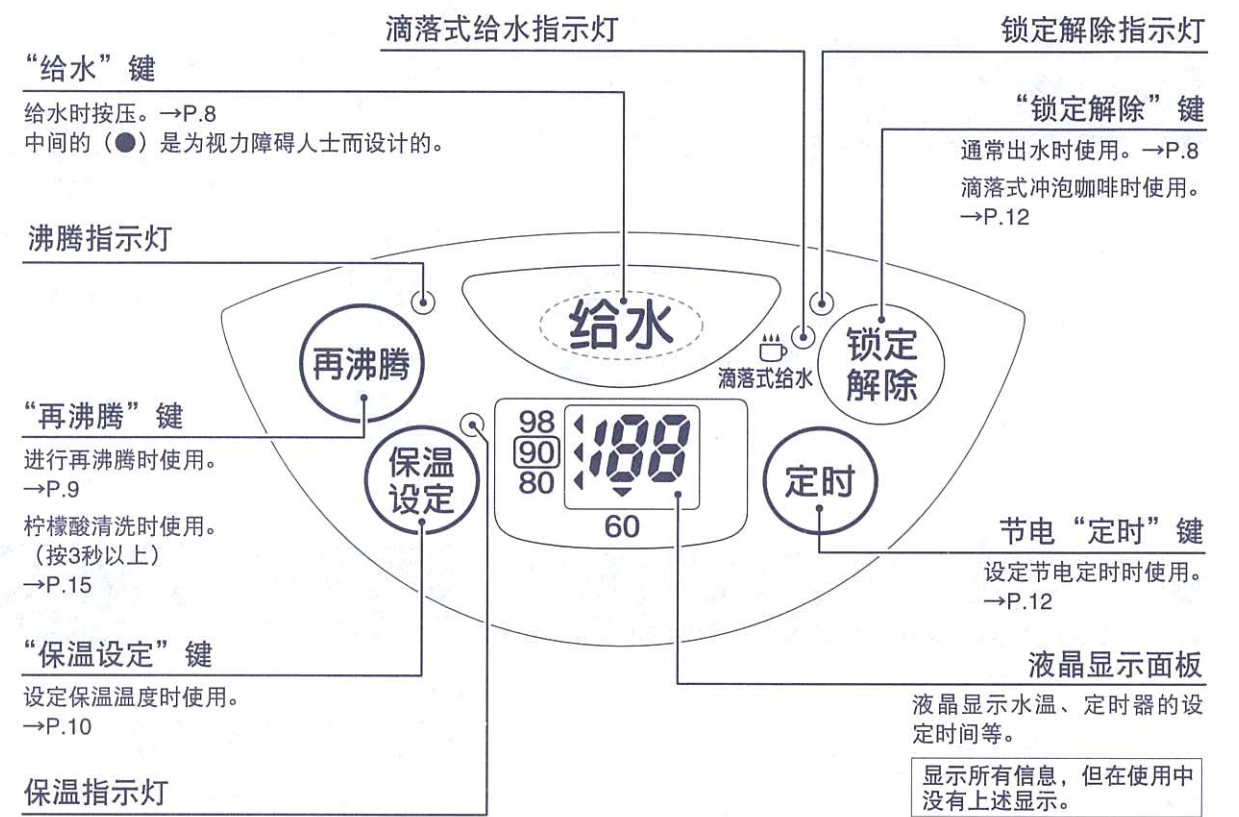 滴落式给水指示灯
锁定解除指示灯
“给水”键
给水时按压。→P.8
中间的（●）是为视力障碍人士而设计的。
“锁定解除”键
通常出水时使用。→P.8
滴落式冲泡咖啡时使用。
→P.12
沸腾指示灯
给水
再沸腾
滴落式给水
锁定
解除
“再沸腾”键
进行再沸腾时使用。
→P.9
柠檬酸清洗时使用。
（按3秒以上）
→P.15
保温
设定
98
90
80
188
60
定时
节电“定时”键
设定节电定时时使用。
→P.12
“保温设定”键
设定保温温度时使用。
→P.10
液晶显示面板
液晶显示水温、定时器的设
定时间等。
显示所有信息，但在使用中
没有上述显示。
保温指示灯